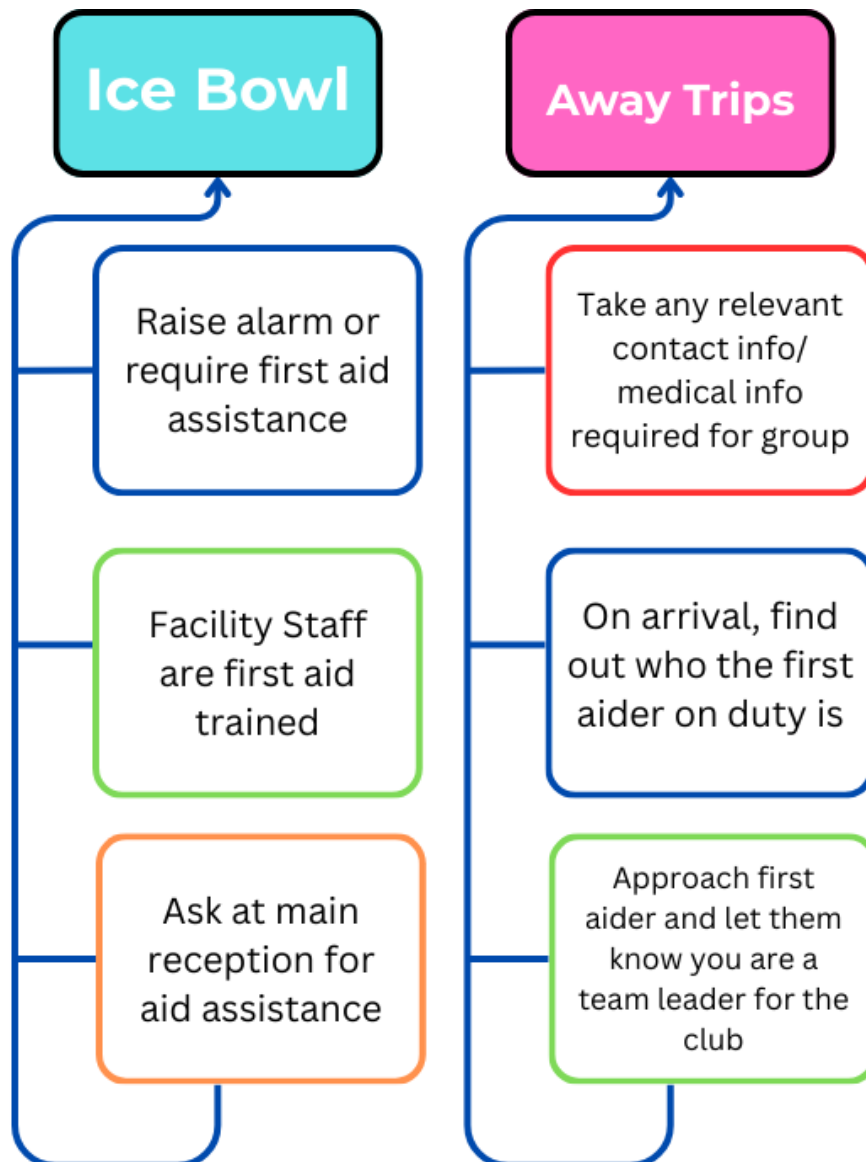 Ice Bowl
Raise alarm or
require first aid
assistance
Facility Staff
are first aid
trained
Ask at main
reception for
aid assistance
Away Trips
Take any relevant
contact info/
medical info
required for group
On arrival, find
out who the first
aider on duty is
Approach first
aider and let them
know you are a
team leader for the
club